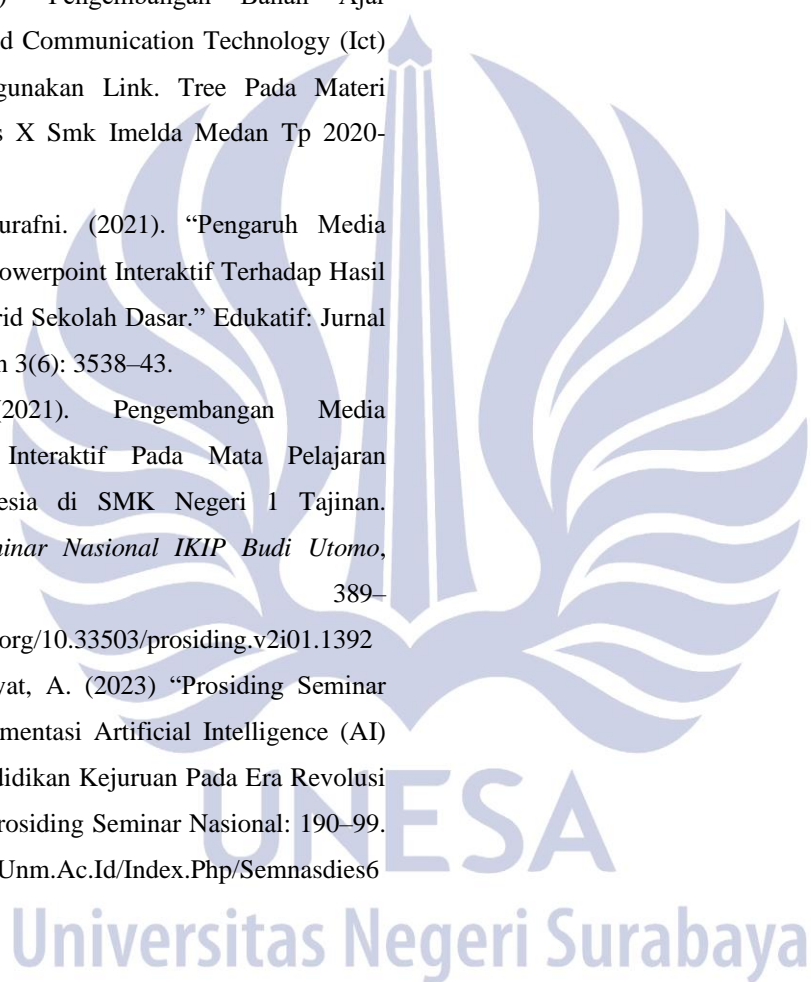 Pengembangan Bahan Ajar
d Communication Technology (Ict)
gunakan Link. Tree Pada Materi
s X Smk Imelda Medan Tp 2020-
urafni. (2021). “Pengaruh Media
owerpoint Interaktif Terhadap Hasil
rid Sekolah Dasar.” Edukatif: Jurnal
n 3(6): 3538–43.
(2021). Pengembangan Media
Interaktif Pada Mata Pelajaran
esia di SMK Negeri 1 Tajinan.
minar Nasional IKIP Budi Utomo,
389–
org/10.33503/prosiding.v2i01.1392
yat, A. (2023) “Prosiding Seminar
mentasi Artificial Intelligence (AI)
didikan Kejuruan Pada Era Revolusi
rosiding Seminar Nasional: 190–99.
Unm.Ac.Id/Index.Php/Semnasdies6
UNESA
Universitas Negeri Surabaya